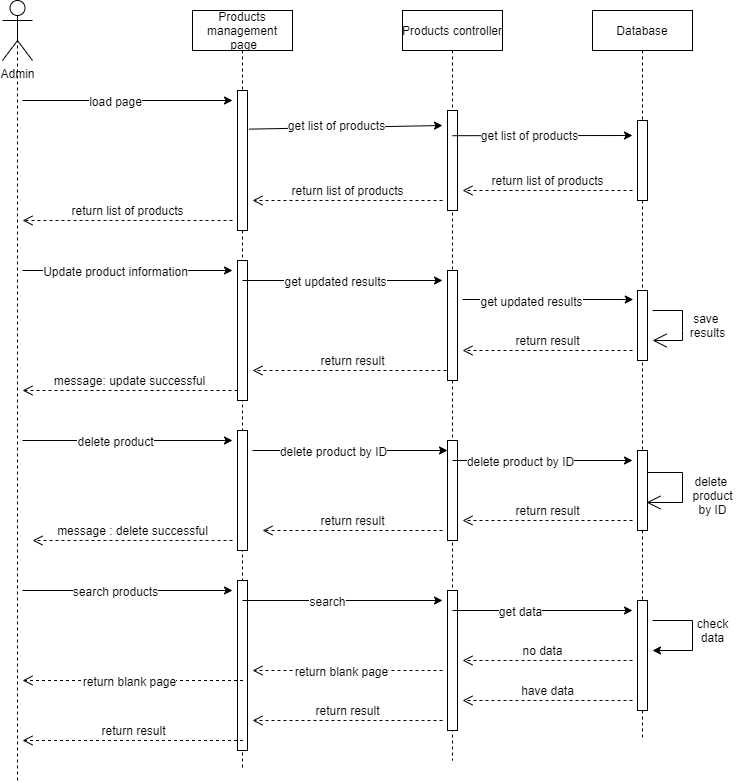 Products
management
page
Products controller
Database
Admin
load page
get list of products
get list of products
return list of products
return list of products
return list of products
Update product information
get updated results
get updated results
save
results
return result
return result
message: update successful
delete product
delete product by ID
delete product by ID
delete
product
by ID
return result
return result
message : delete successful
search products
search
get data
check
data
no data
return blank page
return blank page
have data
return result
return result